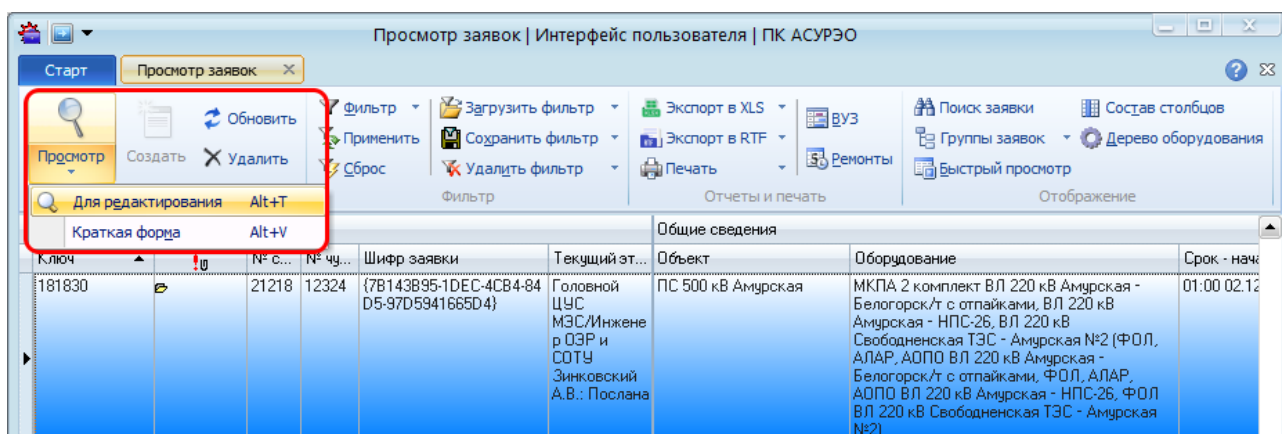 Просмотр заявок | Интерфейс пользователя | ПК АСУРЭО
Старт
Просмотр заявок
Просмотр
Создать
Обновить
Удалить
Фильтр
Применить
Сброс
Загрузить фильтр
Сохранить фильтр
Удалить фильтр
Фильтр
Экспорт в XLS
Экспорт в RTF
Печать
ВУЗ
Ремонты
Отчеты и печать
Поиск заявки
Группы заявок
Быстрый просмотр
Состав столбцов
Дерево оборудования
Отображение
Для редактирования Alt+T
Краткая форма Alt+V
Общие сведения
Ключ
№ с...
№ чу...
Шифр заявки
Текущий эт...
Объект
Оборудование
Срок - нача
181830
21218
12324
{7B143B95-1DEC-4CB4-84
D5-97D5941665D4}
Головной
ЦУС
МЭС/Инжене
р ОЭР и
СОТУ
Зинковский
А.В.: Послана
ПС 500 кВ Амурская
МКПА 2 комплект ВЛ 220 кВ Амурская -
Белогорск/т с отпайками, ВЛ 220 кВ
Амурская - НПС-26, ВЛ 220 кВ
Свободненская ТЭС - Амурская №2 (ФОЛ,
АЛАР, АОПО ВЛ 220 кВ Амурская -
Белогорск/т с отпайками, ФОЛ, АЛАР,
АОПО ВЛ 220 кВ Амурская - НПС-26, ФОЛ
ВЛ 220 кВ Свободненская ТЭС - Амурская
№2)
01:00 02.12